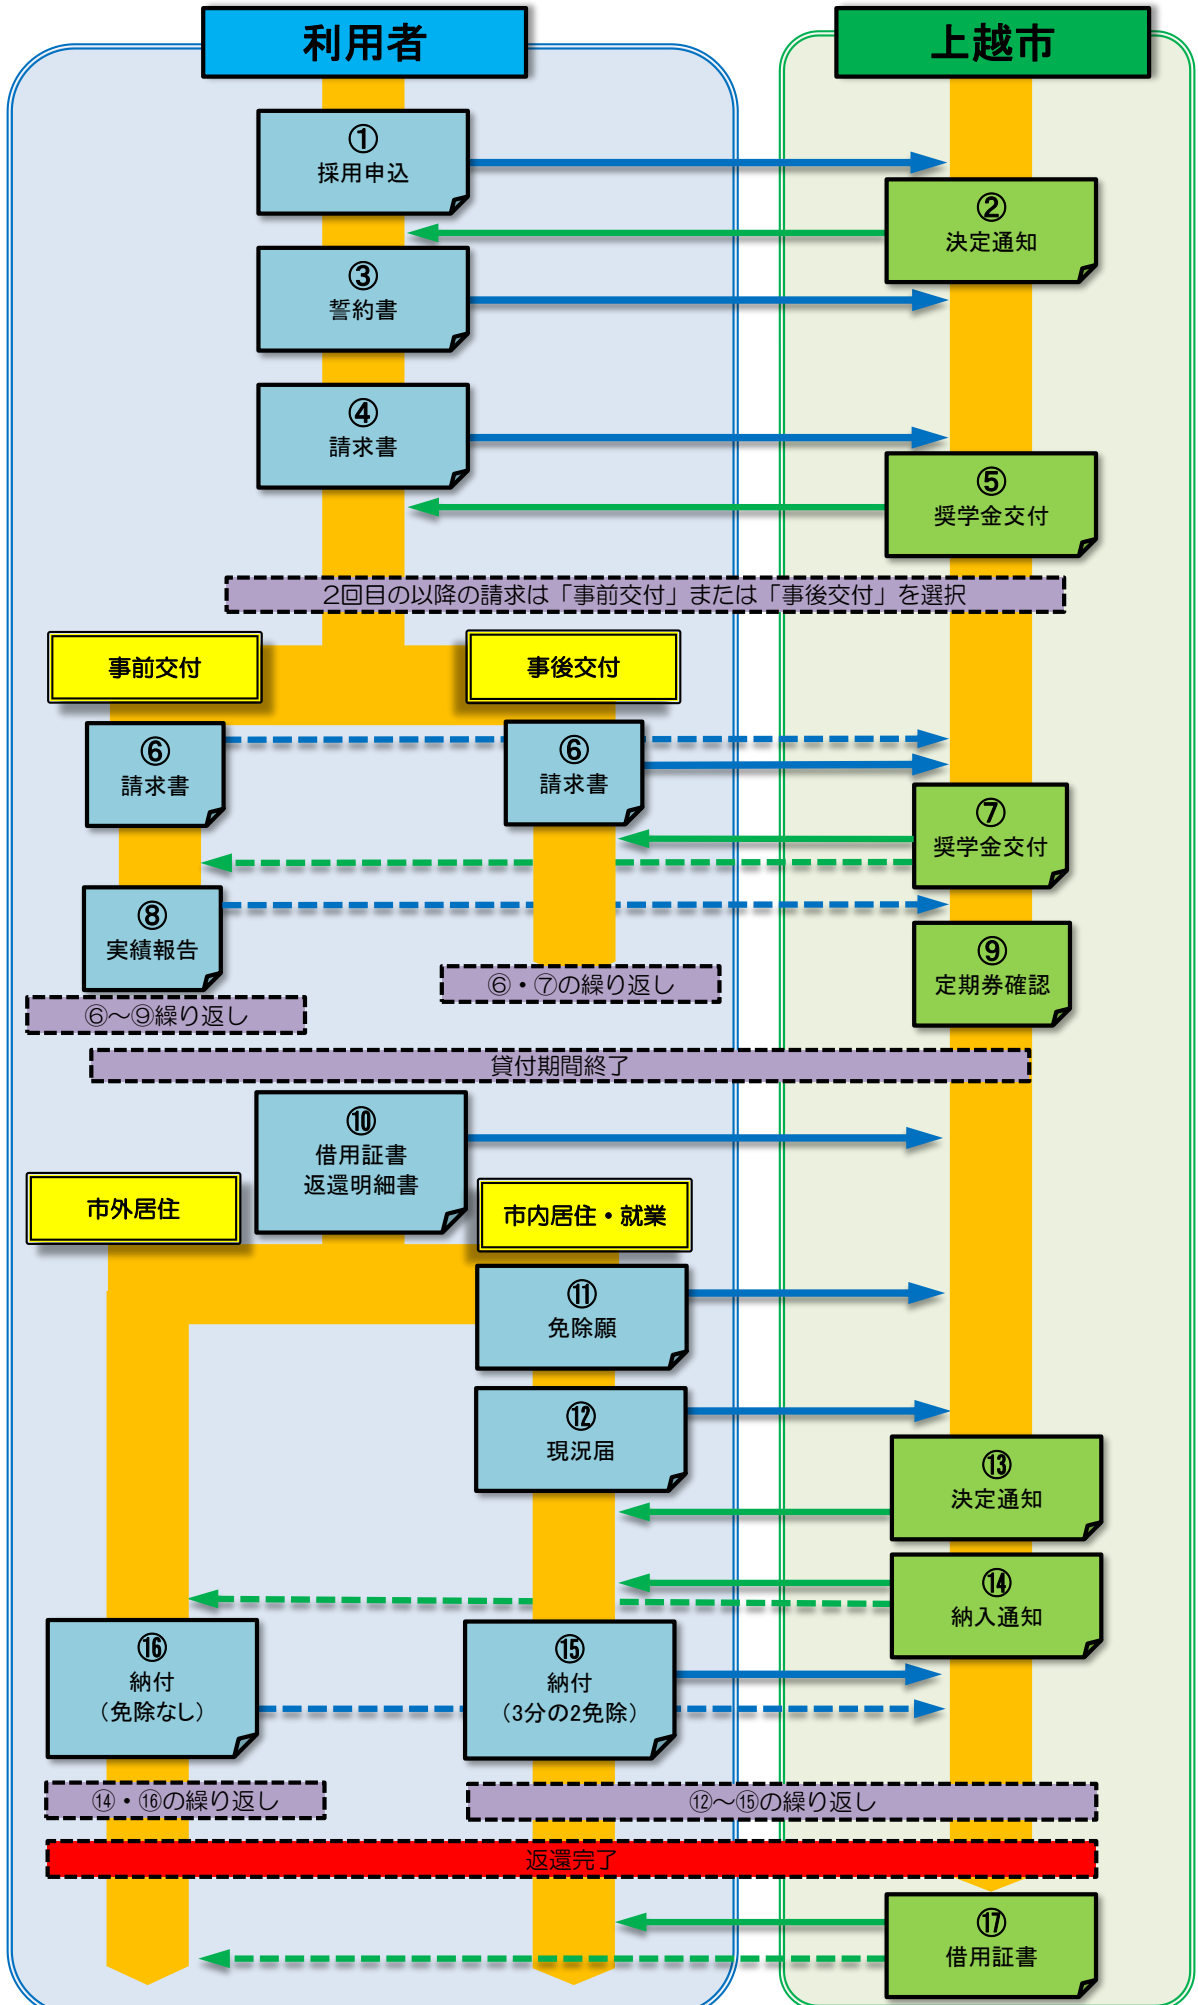 利用者
上越市
①
採用申込
②
決定通知
③
誓約書
④
請求書
⑤
奨学金交付
2回目の以降の請求は「事前交付」または「事後交付」を選択
事前交付
事後交付
⑥
請求書
⑥
請求書
⑦
奨学金交付
⑧
実績報告
⑨
定期券確認
⑥・⑦の繰り返し
⑥～⑨繰り返し
貸付期間終了
⑩
借用証書
返還明細書
市外居住
市内居住・就業
⑪
免除願
⑫
現況届
⑬
決定通知
⑭
納入通知
⑯
納付
（免除なし）
⑮
納付
（3分の2免除）
⑭・⑯の繰り返し
⑫～⑮の繰り返し
返還完了
⑰
借用証書